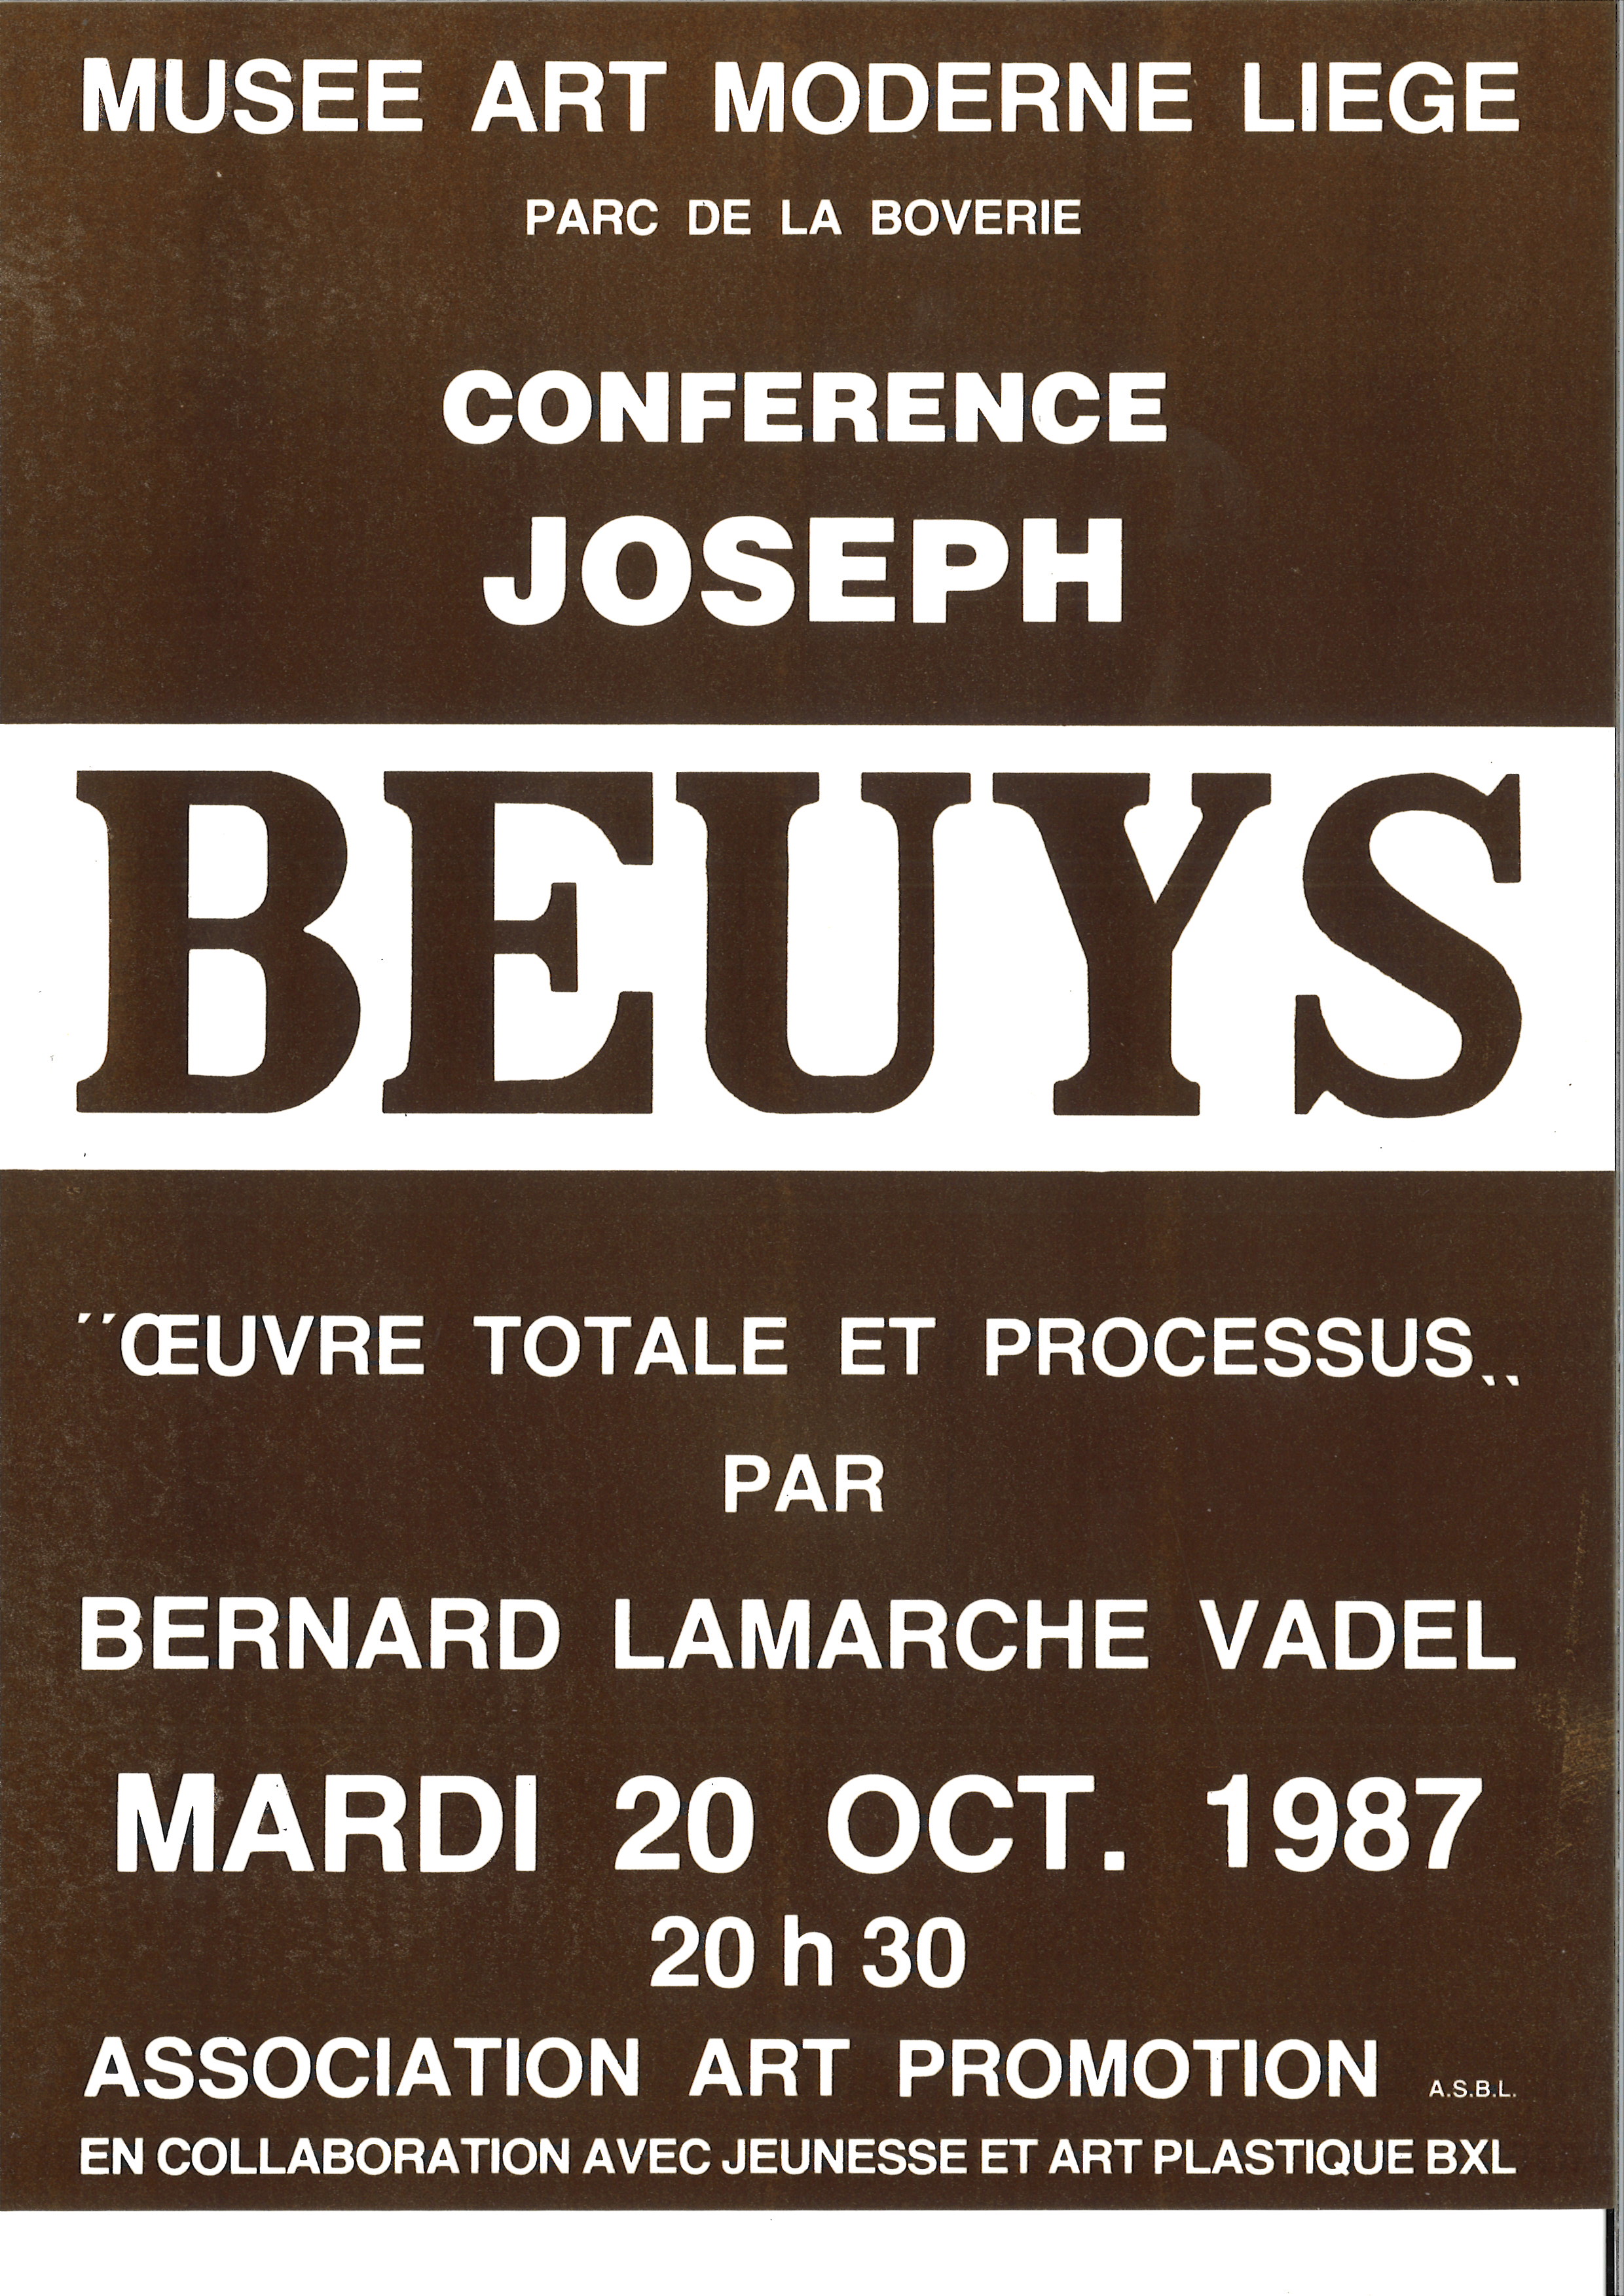 MUSEE ART MODERNE LIEGE
PARC DE LA BOVERIE
CONFERENCE
JOSEPH
BEUYS
"ŒUVRE TOTALE ET PROCESSUS„
PAR
BERNARD LAMARCHE VADEL
MARDI 20 OCT. 1987
20 h 30
ASSOCIATION ART PROMOTION A.S.B.L.
EN COLLABORATION AVEC JEUNESSE ET ART PLASTIQUE BXL